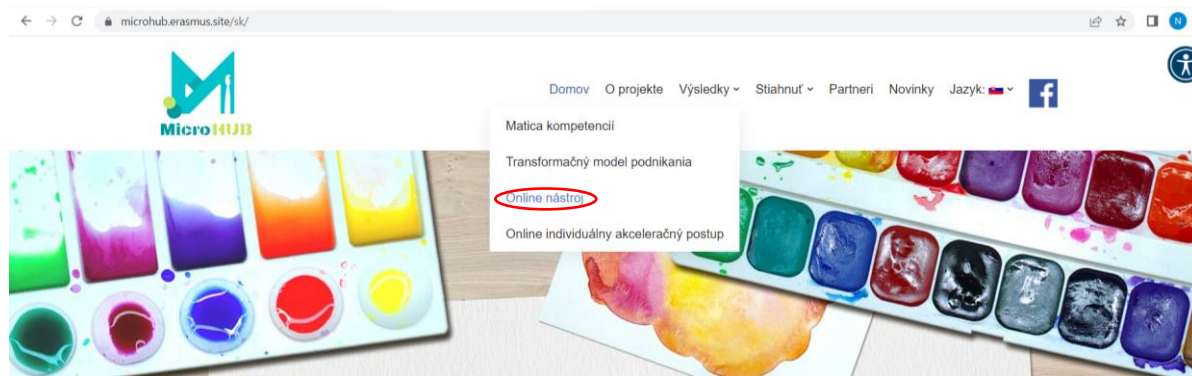 microhub.erasmus.site/sk/
N
MicroHUB
Domov O projekte Výsledky Stiahnuť Partneri Novinky Jazyk:
f
Matica kompetencií
Transformačný model podnikania
Online nástroj
Online individuálny akceleračný postup